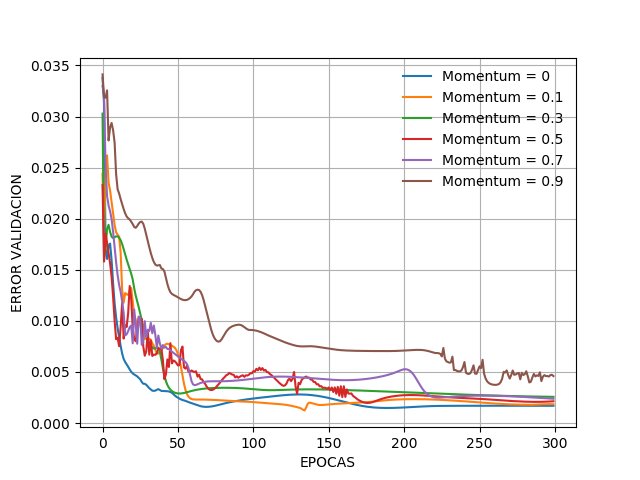 0.035
0.030
0.025
0.020
0.015
0.010
0.005
0.000
ERROR VALIDACION
Momentum = 0
Momentum = 0.1
Momentum = 0.3
Momentum = 0.5
Momentum = 0.7
Momentum = 0.9
0 50 100 150 200 250 300
EPOCAS